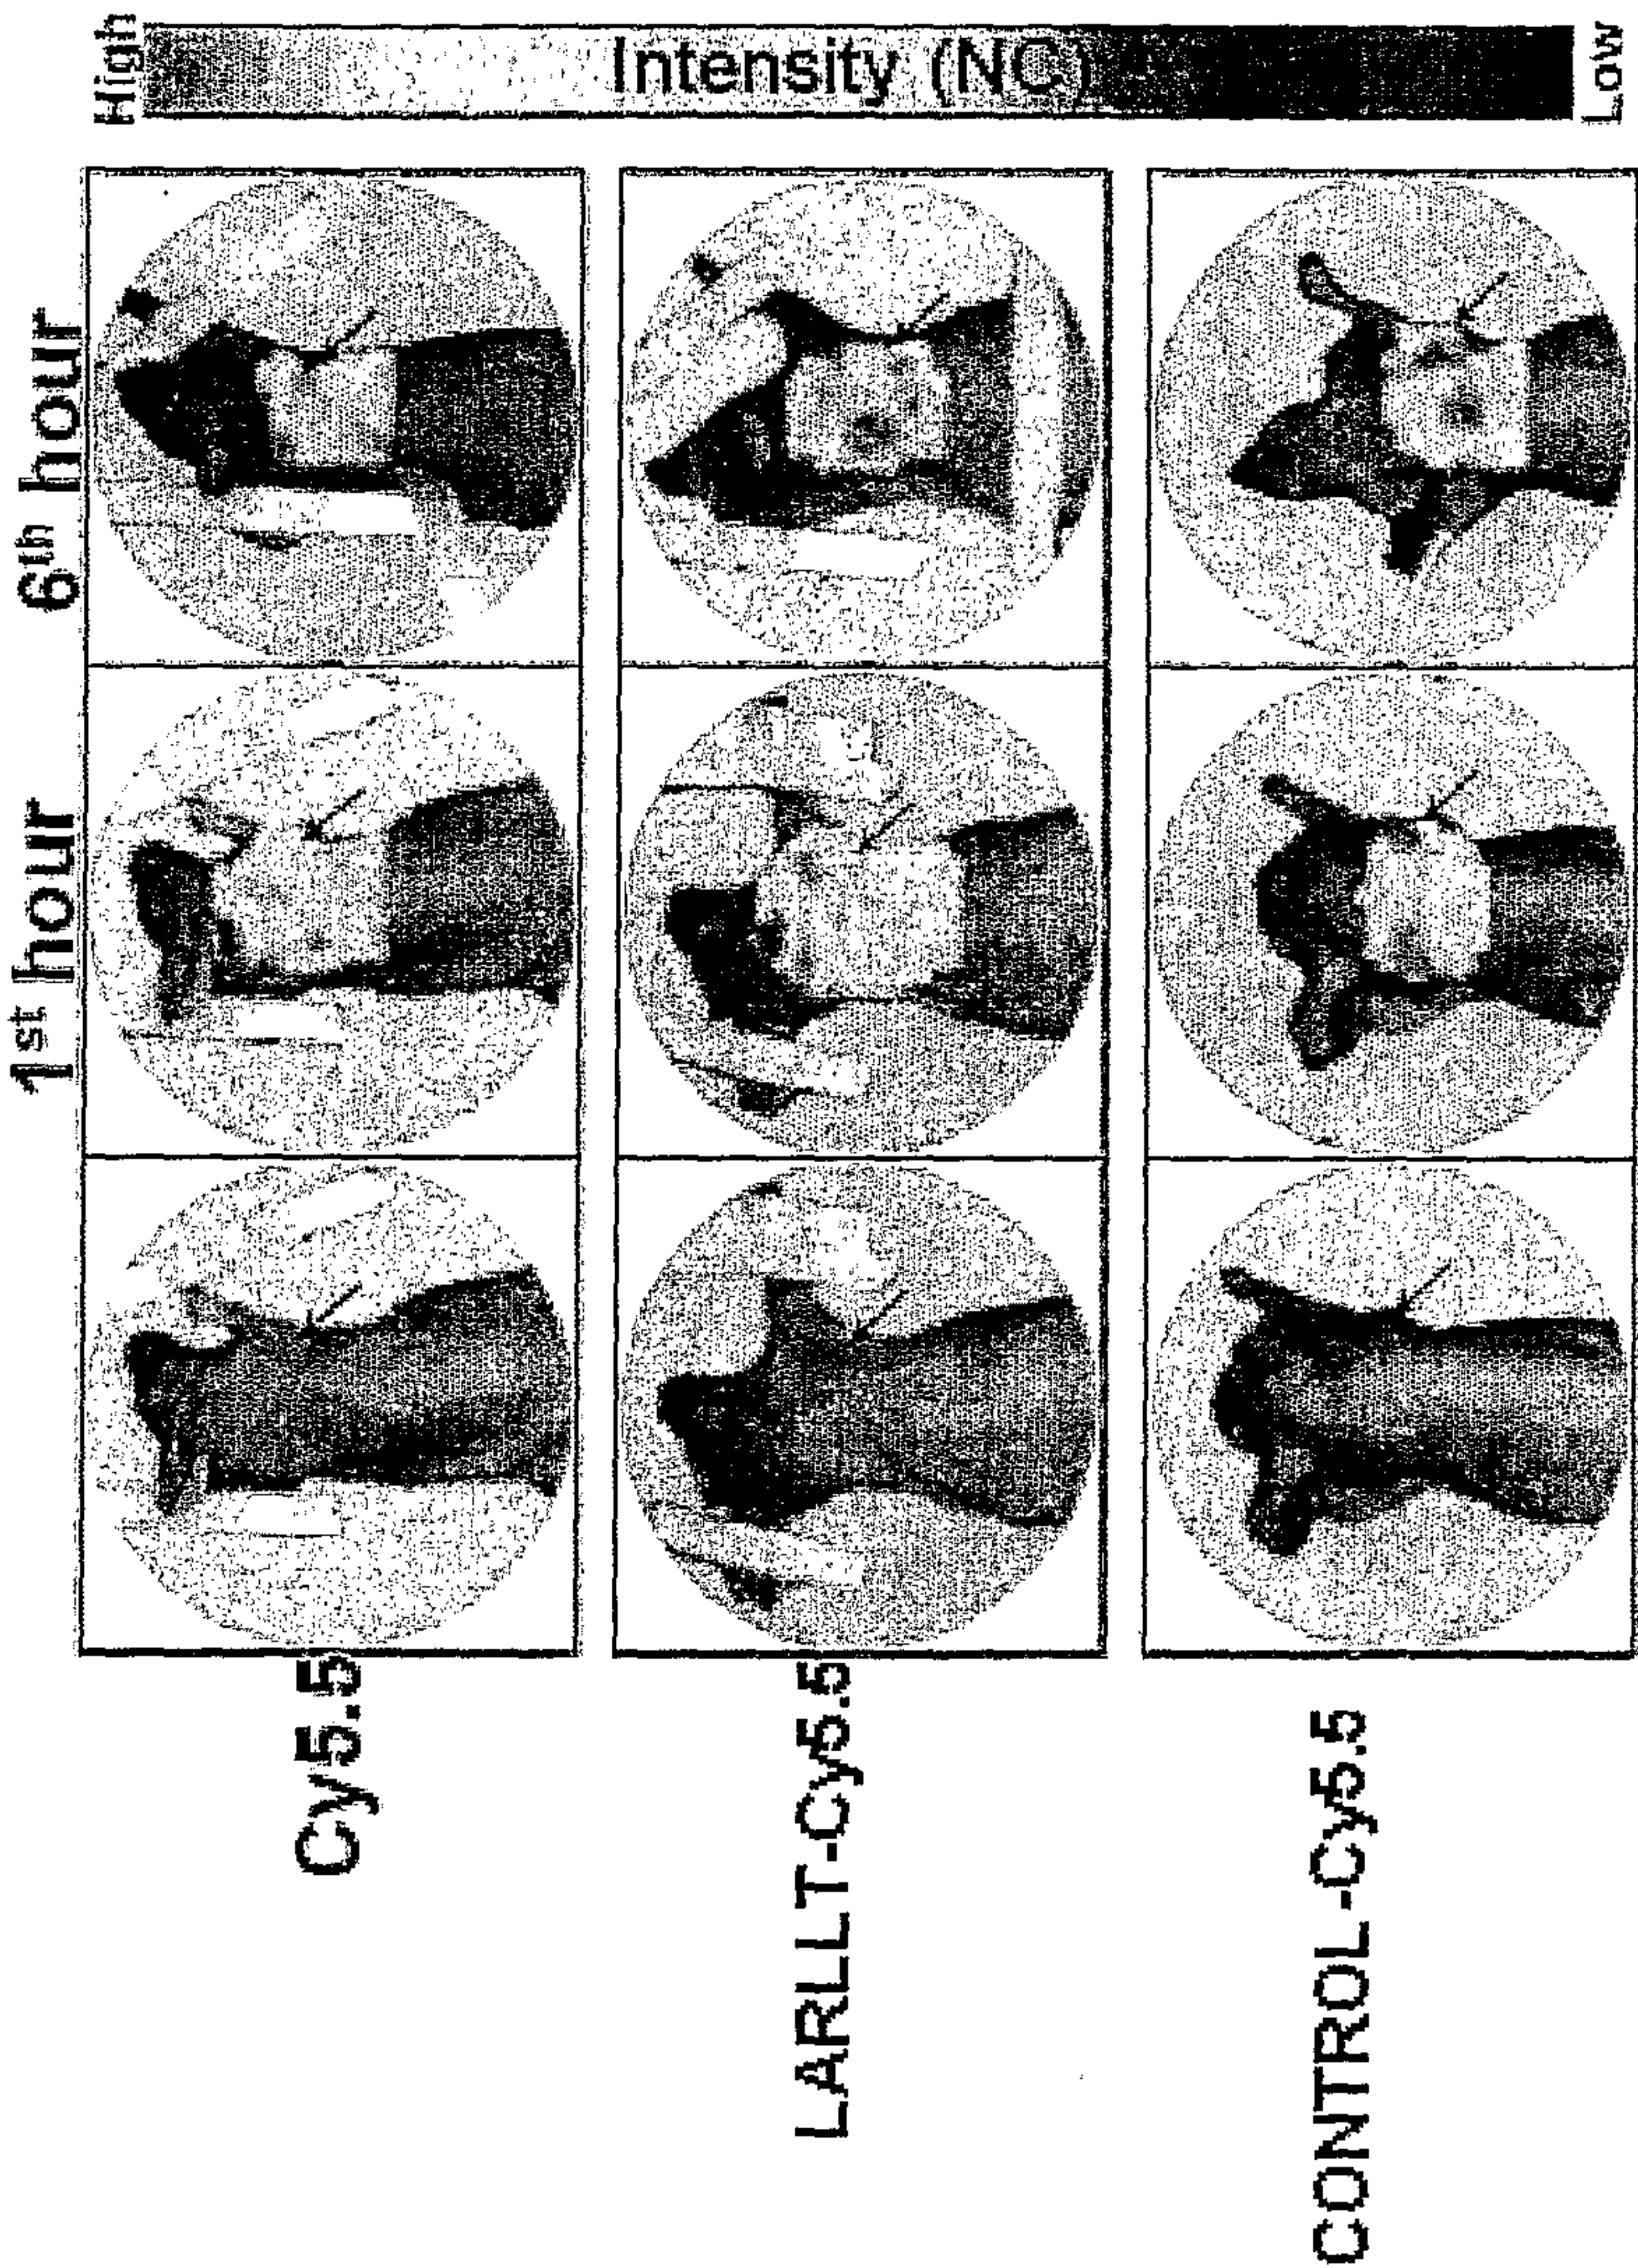 1st hour
6th hour
High
Intensity (NC)
Low
Cy5.5
LARLLT-Cy5.5
CONTROL-Cy5.5